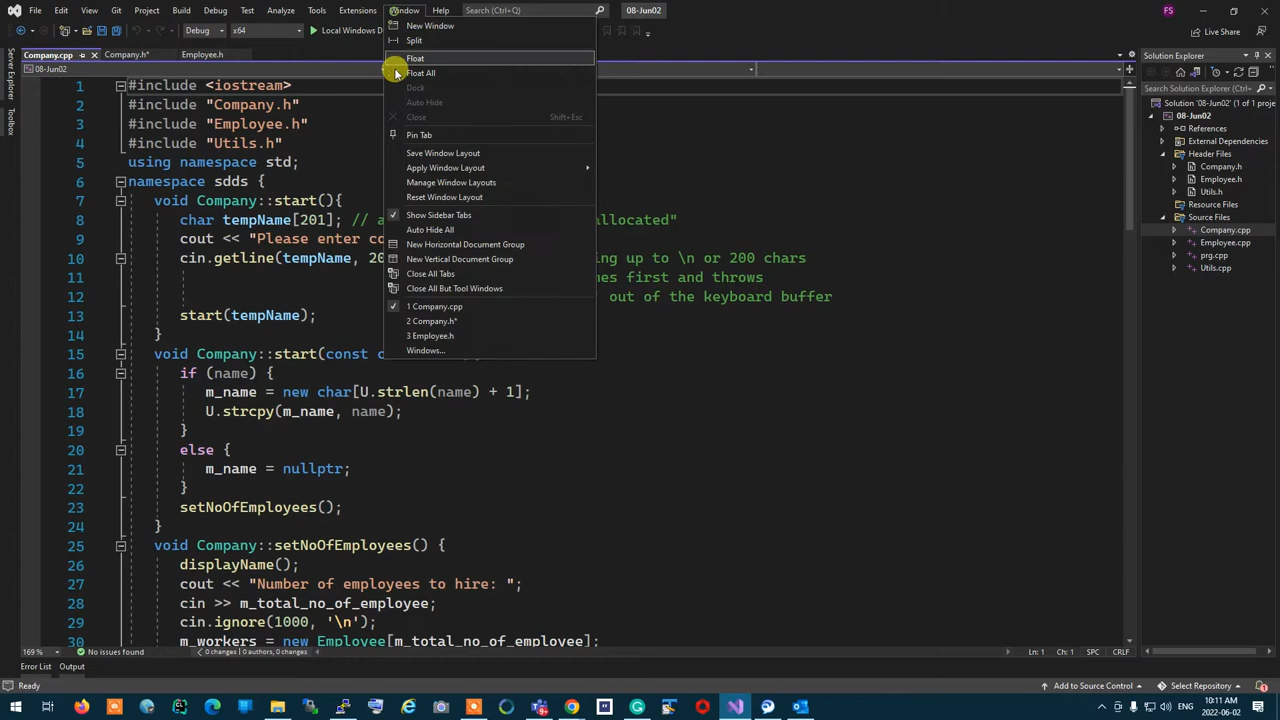 File Edit View Git Project Build Debug Test Analyze Tools Extensions Window Help Search (Ctrl+Q) 08-Jun02 FS
Debug x64 Local Windows D Live Share
Company.cpp Company.h* Employee.h
08-Jun02
Server Explorer
Toolbox
New Window
Split
Float
Float All
Dock
Auto Hide
Close Shift+Esc
Pin Tab
Save Window Layout
Apply Window Layout
Manage Window Layouts
Reset Window Layout
Show Sidebar Tabs
Auto Hide All
New Horizontal Document Group
New Vertical Document Group
Close All Tabs
Close All But Tool Windows
1 Company.cpp
2 Company.h*
3 Employee.h
Windows...
1 #include <iostream>
2 #include "Company.h"
3 #include "Employee.h"
4 #include "Utils.h"
5 using namespace std;
6 namespace sdds {
7 void Company::start(){
8 char tempName[201]; // a allocated"
9 cout << "Please enter co
10 cin.getline(tempName, 20 ing up to \n or 200 chars
11 mes first and throws
12 out of the keyboard buffer
13 start(tempName);
14 }
15 void Company::start(const c
16 if (name) {
17 m_name = new char[U.strlen(name) + 1];
18 U.strcpy(m_name, name);
19 }
20 else {
21 m_name = nullptr;
22 }
23 setNoOfEmployees();
24 }
25 void Company::setNoOfEmployees() {
26 displayName();
27 cout << "Number of employees to hire: ";
28 cin >> m_total_no_of_employee;
29 cin.ignore(1000, '\n');
30 m_workers = new Employee[m_total_no_of_employee];
Solution Explorer
Search Solution Explorer (Ctrl+;)
Solution '08-Jun02' (1 of 1 proje
08-Jun02
References
External Dependencies
Header Files
Company.h
Employee.h
Utils.h
Resource Files
Source Files
Company.cpp
Employee.cpp
prg.cpp
Utils.cpp
169 % No issues found 0 changes | 0 authors, 0 changes Ln: 1 Ch: 1 SPC CRLF
Error List Output
Ready Add to Source Control Select Repository
10:11 AM
2022-06-02